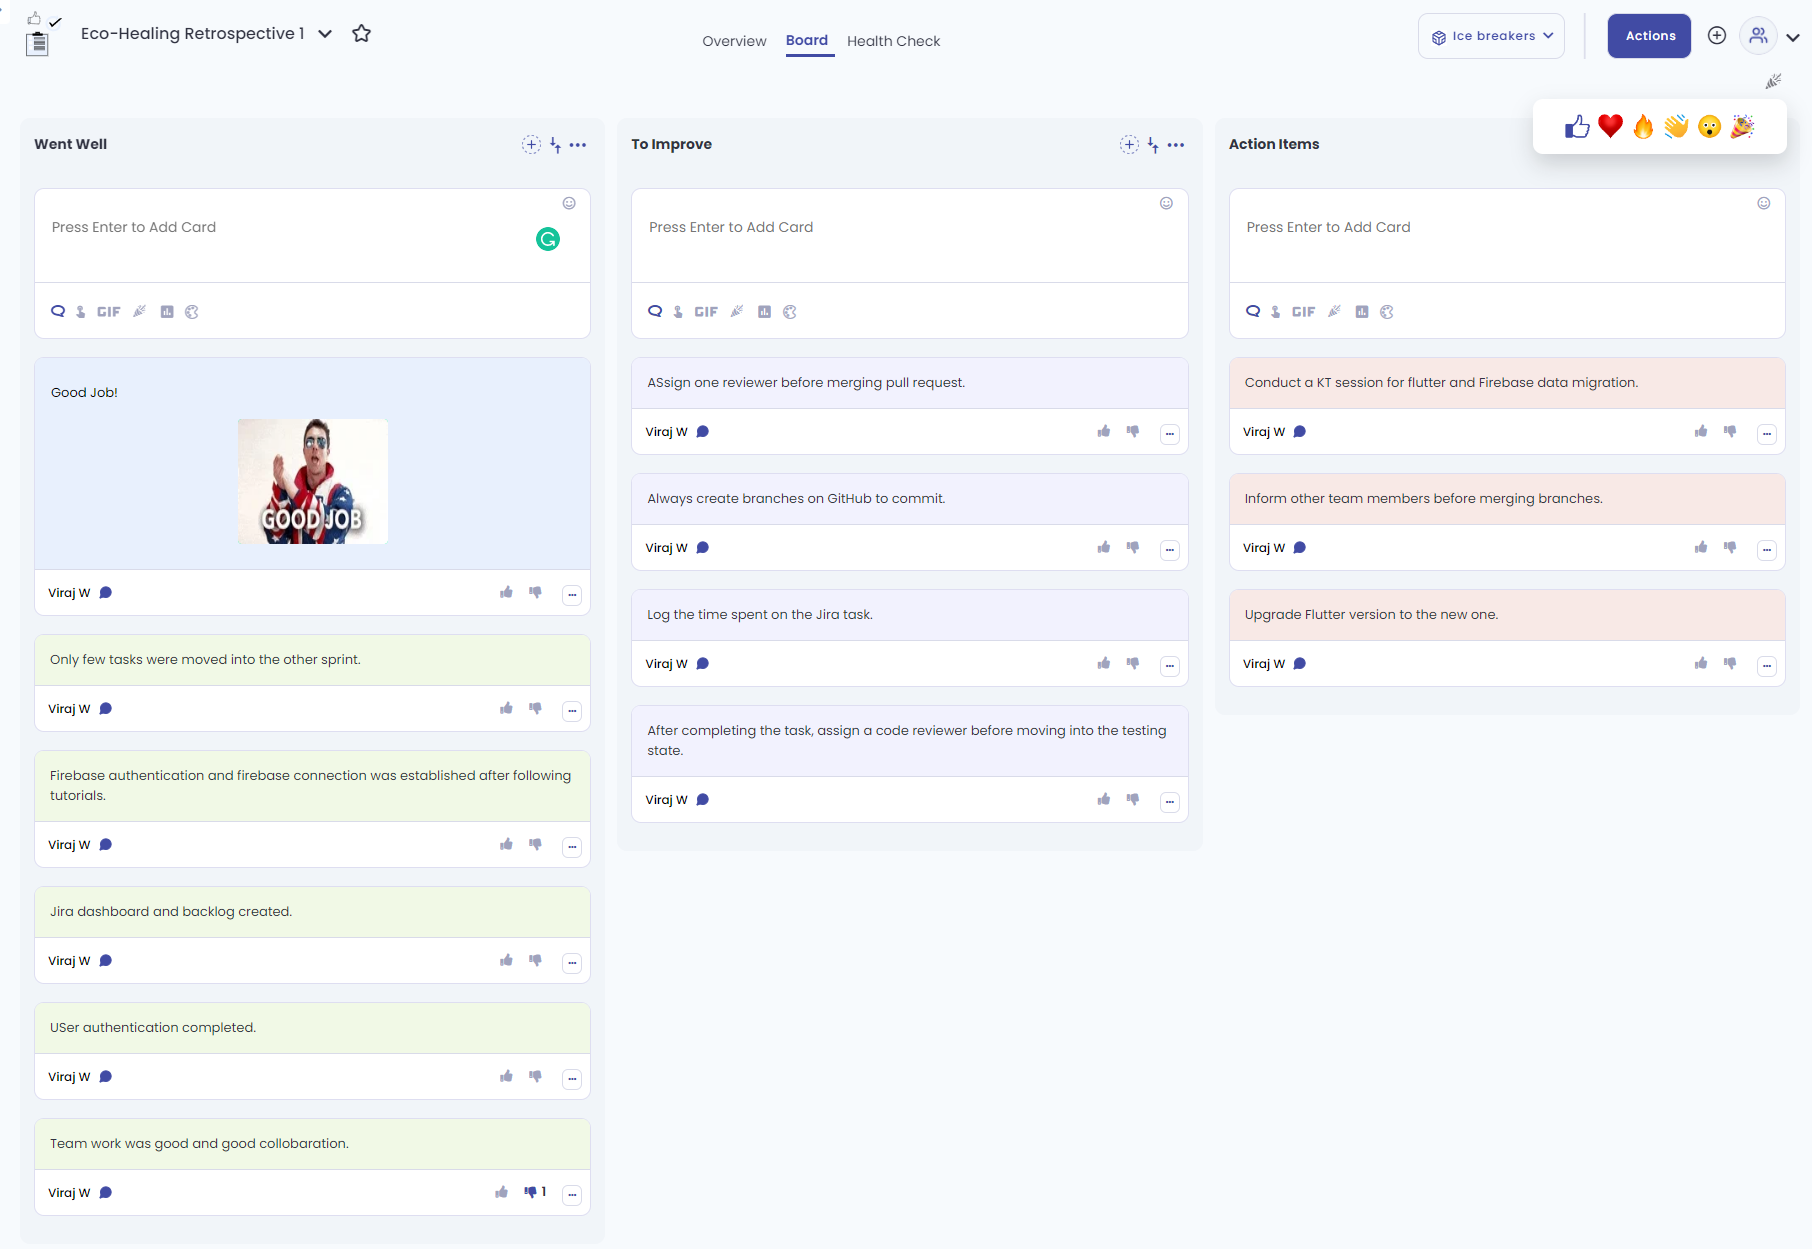 Eco-Healing Retrospective 1
Overview
Board
Health Check
Ice breakers
Actions
Went Well
Press Enter to Add Card
GIF
Good Job!
GOOD JOB
Viraj W
Only few tasks were moved into the other sprint.
Viraj W
Firebase authentication and firebase connection was established after following
tutorials.
Viraj W
Jira dashboard and backlog created.
Viraj W
USer authentication completed.
Viraj W
Team work was good and good collobaration.
Viraj W
1
To Improve
Press Enter to Add Card
GIF
ASsign one reviewer before merging pull request.
Viraj W
Always create branches on GitHub to commit.
Viraj W
Log the time spent on the Jira task.
Viraj W
After completing the task, assign a code reviewer before moving into the testing
state.
Viraj W
Action Items
Press Enter to Add Card
GIF
Conduct a KT session for flutter and Firebase data migration.
Viraj W
Inform other team members before merging branches.
Viraj W
Upgrade Flutter version to the new one.
Viraj W